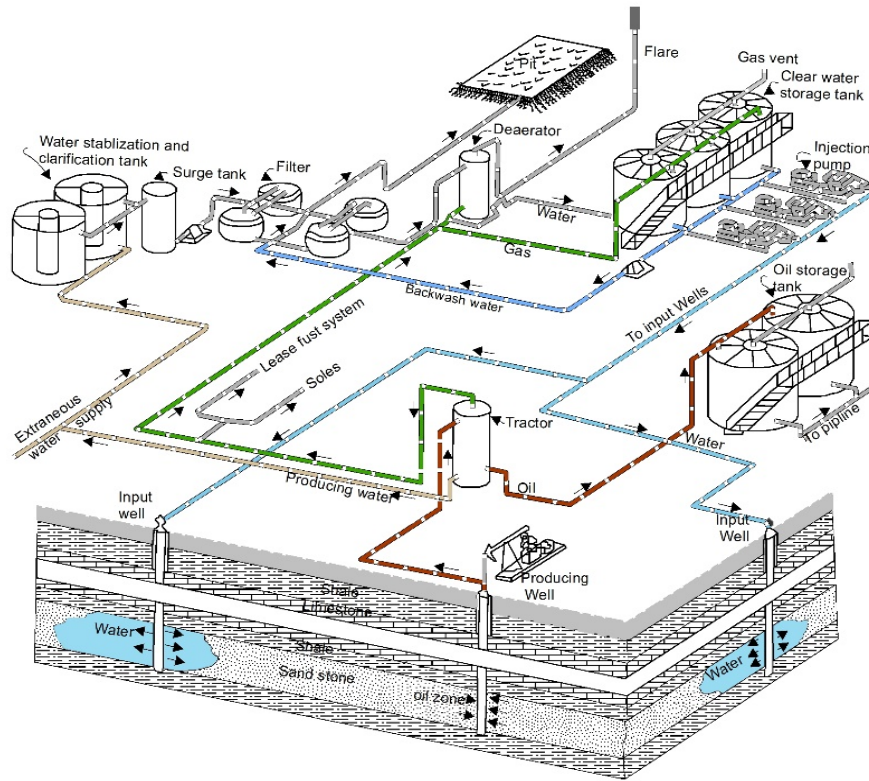 Pit
Flare
Gas vent
Clear water
storage tank
Deaerator
Water stablization and
clarification tank
Surge tank
Filter
Injection
pump
Water
Gas
Backwash water
Oil storage
tank
To input Wells
Lease fust system
Soles
Extraneous
water supply
Tractor
To pipline
Water
Producing water
Oil
Input
well
Input
Well
Producing
Well
Shale
Limestone
Water
Shale
Sand stone
oil zone
Water